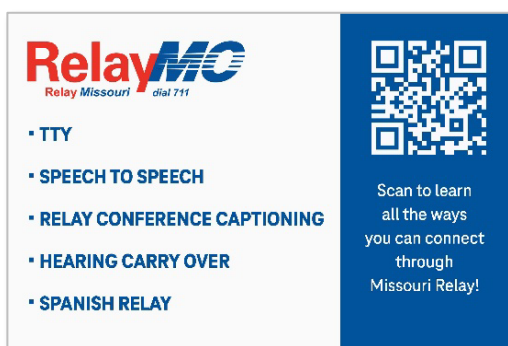 RelayMO
Relay Missouri dial 711
▪ TTY
▪ SPEECH TO SPEECH
▪ RELAY CONFERENCE CAPTIONING
▪ HEARING CARRY OVER
▪ SPANISH RELAY
Scan to learn
all the ways
you can connect
through
Missouri Relay!